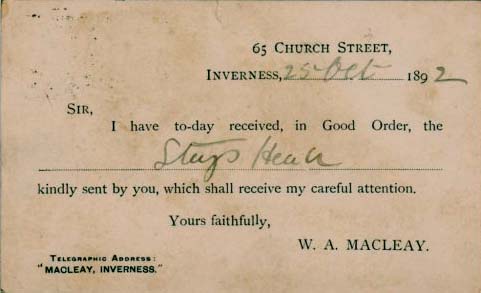 65 CHURCH STREET,
INVERNESS, 25 Oct 1892
SIR,
I have to-day received, in Good Order, the
Stags Head
kindly sent by you, which shall receive my careful attention.
Yours faithfully,
W. A. MACLEAY.
TELEGRAPHIC ADDRESS:
"MACLEAY, INVERNESS."